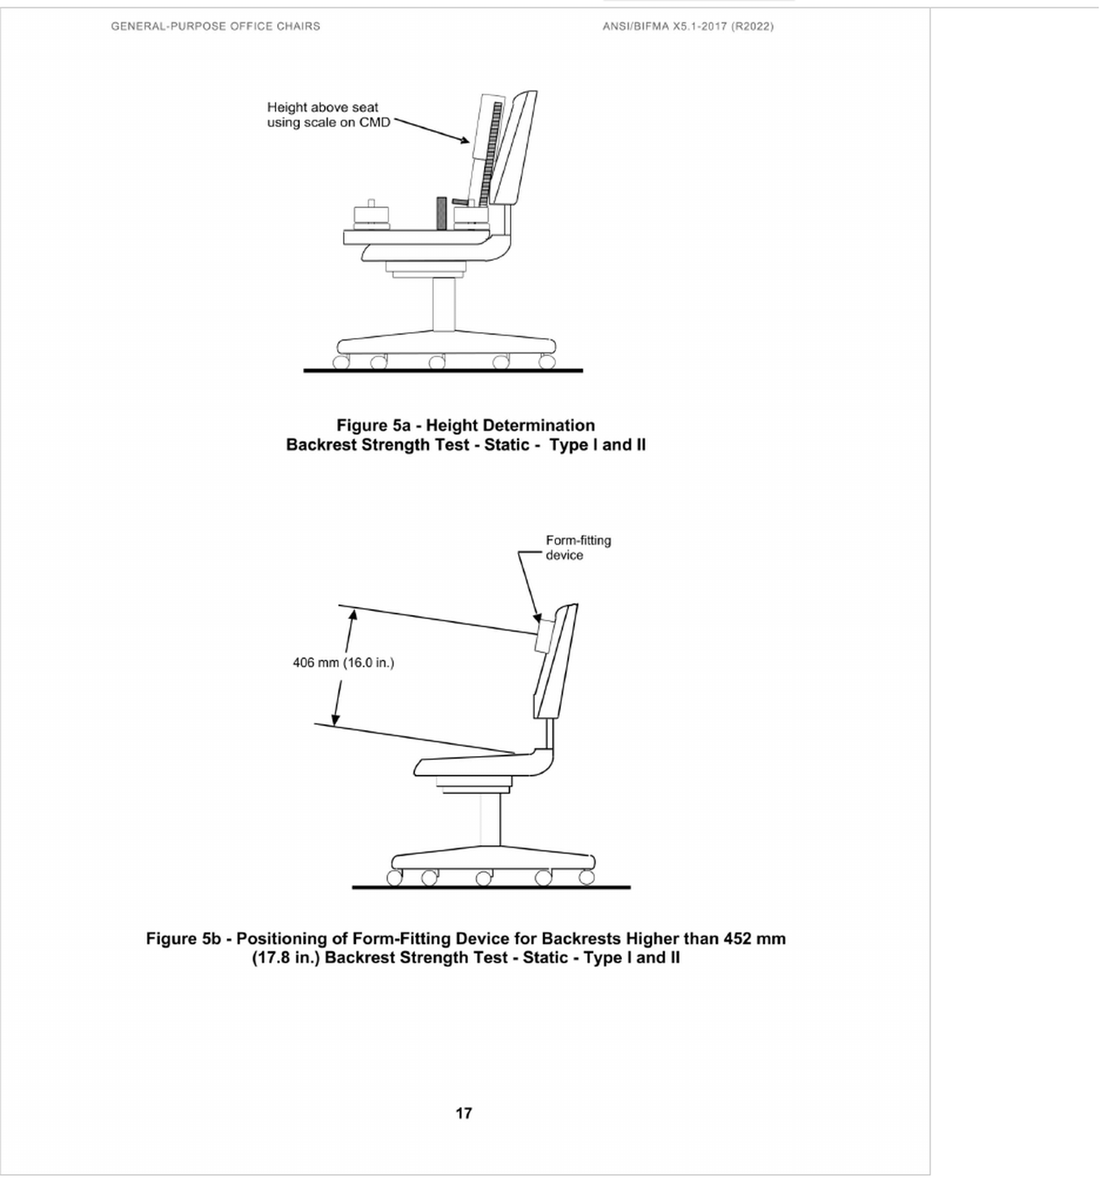 GENERAL-PURPOSE OFFICE CHAIRS
ANSI/BIFMA X5.1-2017 (R2022)
Height above seat
using scale on CMD
Figure 5a - Height Determination
Backrest Strength Test - Static -  Type I and II
Form-fitting
device
406 mm (16.0 in.)
Figure 5b - Positioning of Form-Fitting Device for Backrests Higher than 452 mm
(17.8 in.) Backrest Strength Test - Static - Type I and II
17